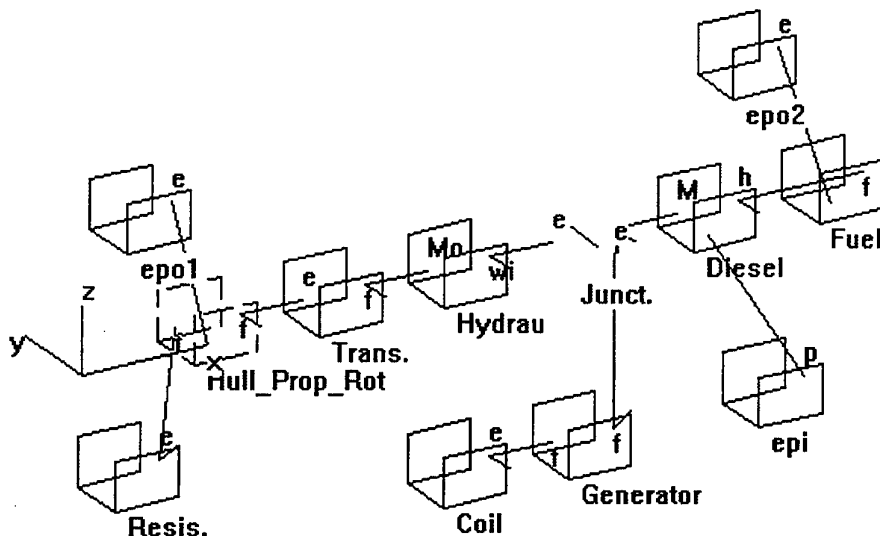 e
epo2
M
h
f
e
e
e
Fuel
epo1
e
Mo
Diesel
z
f
f
wi
Junct.
y
Trans.
Hydrau
p
x
Hull_Prop_Rot
e
e
f
f
epi
Resis.
Coil
Generator